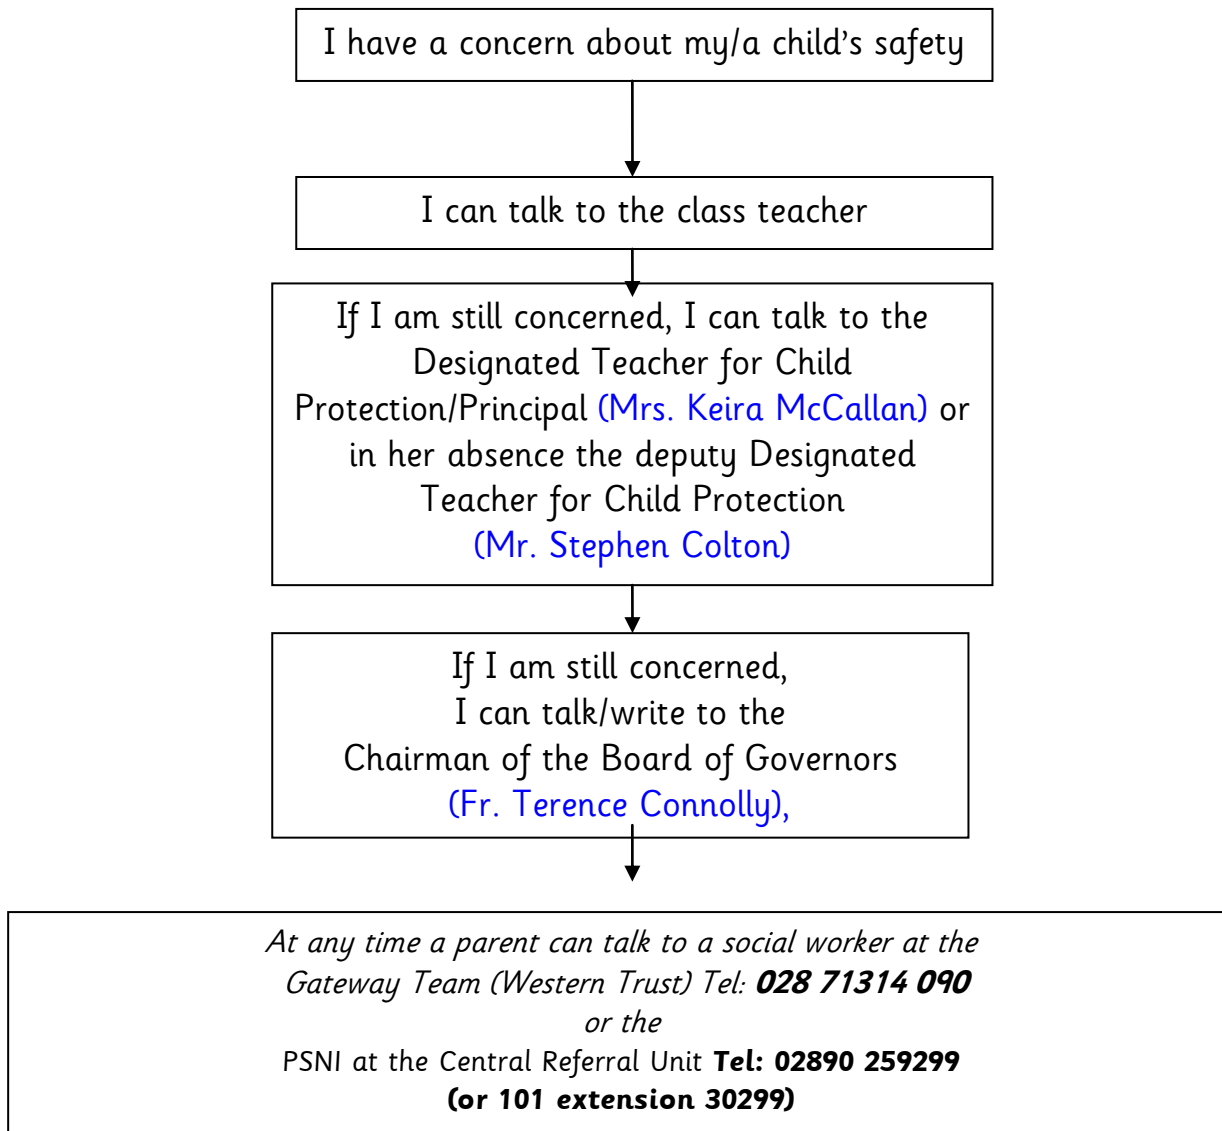 I have a concern about my/a child's safety
I can talk to the class teacher
If I am still concerned, I can talk to the
Designated Teacher for Child
Protection/Principal (Mrs. Keira McCallan) or
in her absence the deputy Designated
Teacher for Child Protection
(Mr. Stephen Colton)
If I am still concerned,
I can talk/write to the
Chairman of the Board of Governors
(Fr. Terence Connolly),
At any time a parent can talk to a social worker at the
Gateway Team (Western Trust) Tel: 028 71314 090
or the
PSNI at the Central Referral Unit Tel: 02890 259299
(or 101 extension 30299)